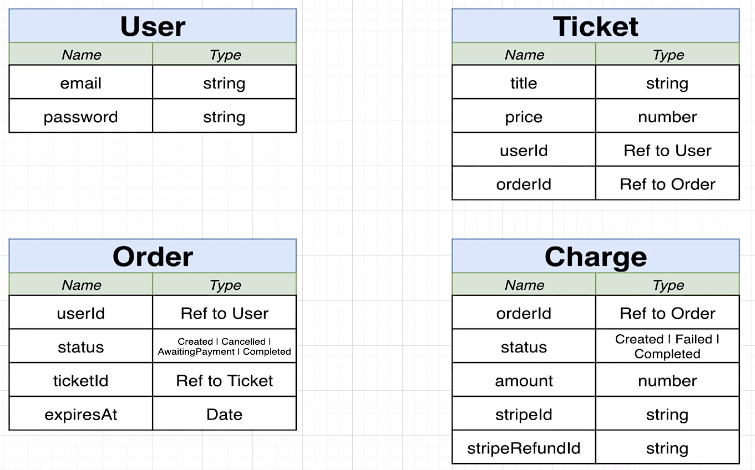 User
Name Type
email string
password string
Ticket
Name Type
title string
price number
userId Ref to User
orderId Ref to Order
Order
Name Type
userId Ref to User
status Created | Cancelled |
AwaitingPayment | Completed
ticketId Ref to Ticket
expiresAt Date
Charge
Name Type
orderId Ref to Order
status Created | Failed |
Completed
amount number
stripeId string
stripeRefundId string